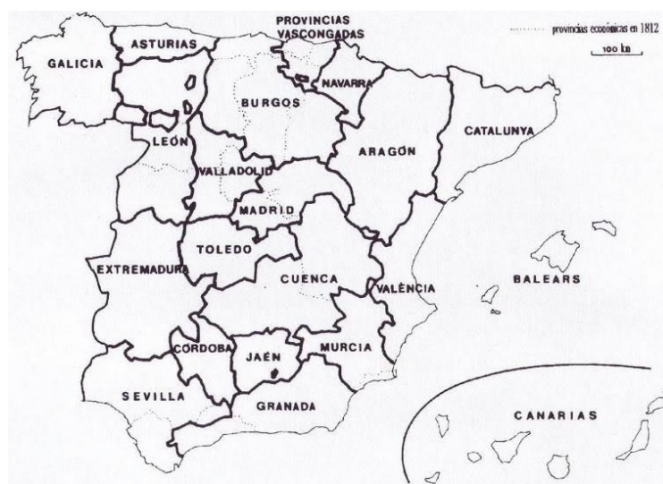 PROVINCIAS
VASCONGADAS
provincias económicas en 1812
100 km
ASTURIAS
GALICIA
NAVARRA
BURGOS
CATALUNYA
LEÓN
ARAGÓN
VALLADOLID
MADRID
TOLEDO
EXTREMADURA
CUENCA
VALÈNCIA
BALEARS
CÓRDOBA
JAÉN
MURCIA
SEVILLA
GRANADA
CANARIAS